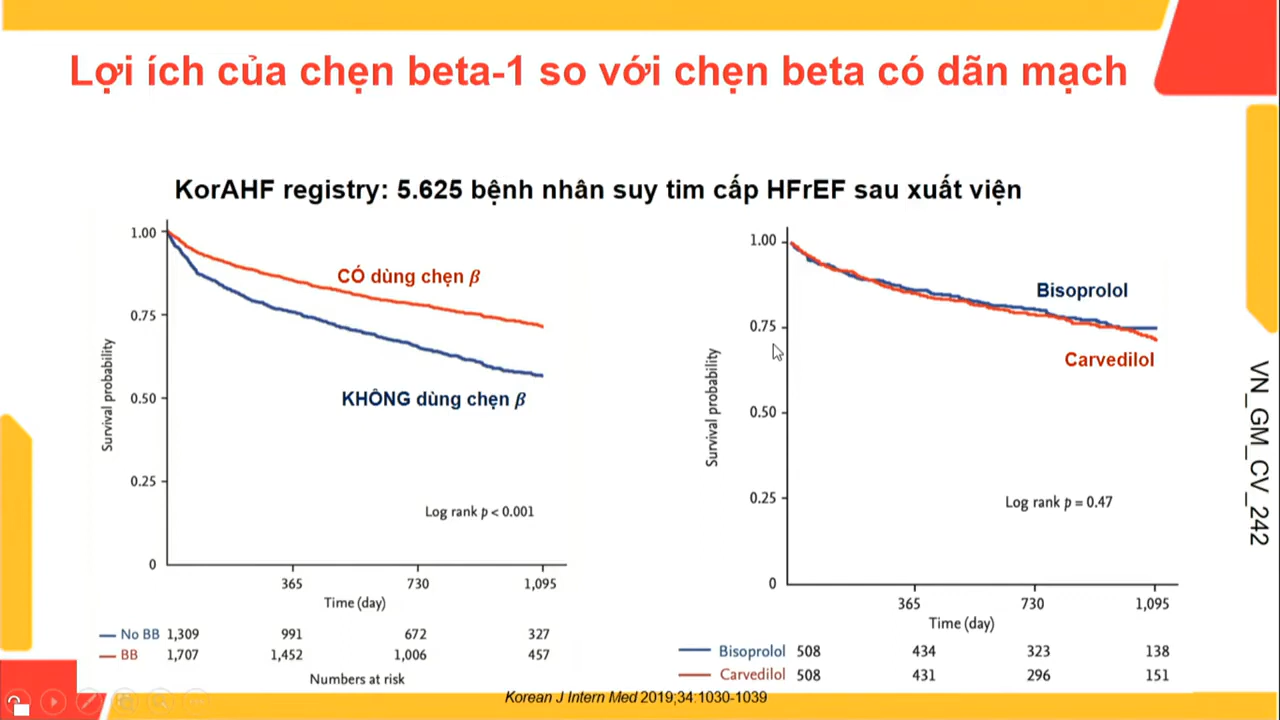 Lợi ích của chẹn beta-1 so với chẹn beta có dãn mạch
KorAHF registry: 5.625 bệnh nhân suy tim cấp HFrEF sau xuất viện
1.00
0.75
0.50
0.25
0
Survival probability
CÓ dùng chẹn β
KHÔNG dùng chẹn β
Log rank p < 0.001
365
730
1,095
Time (day)
No BB 1,309 991 672 327
BB 1,707 1,452 1,006 457
Numbers at risk
1.00
0.75
0.50
0.25
0
Survival probability
Bisoprolol
Carvedilol
Log rank p = 0.47
365
730
1,095
Time (day)
Bisoprolol 508 434 323 138
Carvedilol 508 431 296 151
Korean J Intern Med 2019;34:1030-1039
VN_GM_CV_242